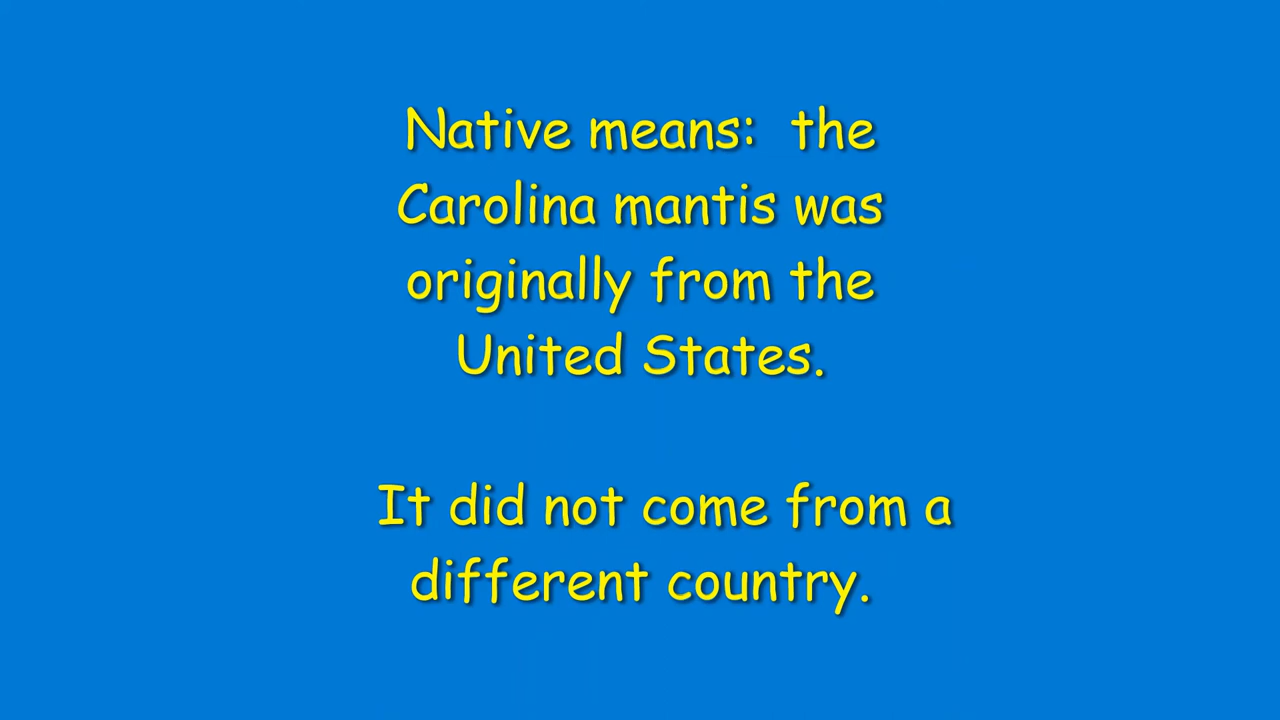 Native means:  the
Carolina mantis was
originally from the
United States.
It did not come from a
different country.